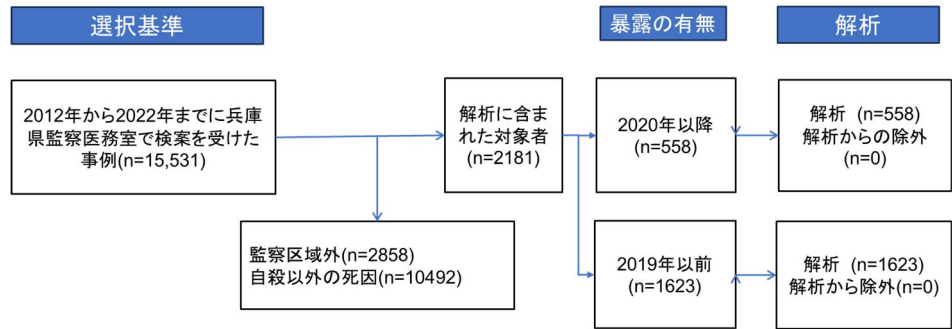 選択基準
暴露の有無
解析
2012年から2022年までに兵庫
県監察医務室で検案を受けた
事例(n=15,531)
解析に含ま
れた対象者
(n=2181)
2020年以降
(n=558)
解析 (n=558)
解析からの除外
(n=0)
監察区域外(n=2858)
自殺以外の死因(n=10492)
2019年以前
(n=1623)
解析 (n=1623)
解析から除外(n=0)